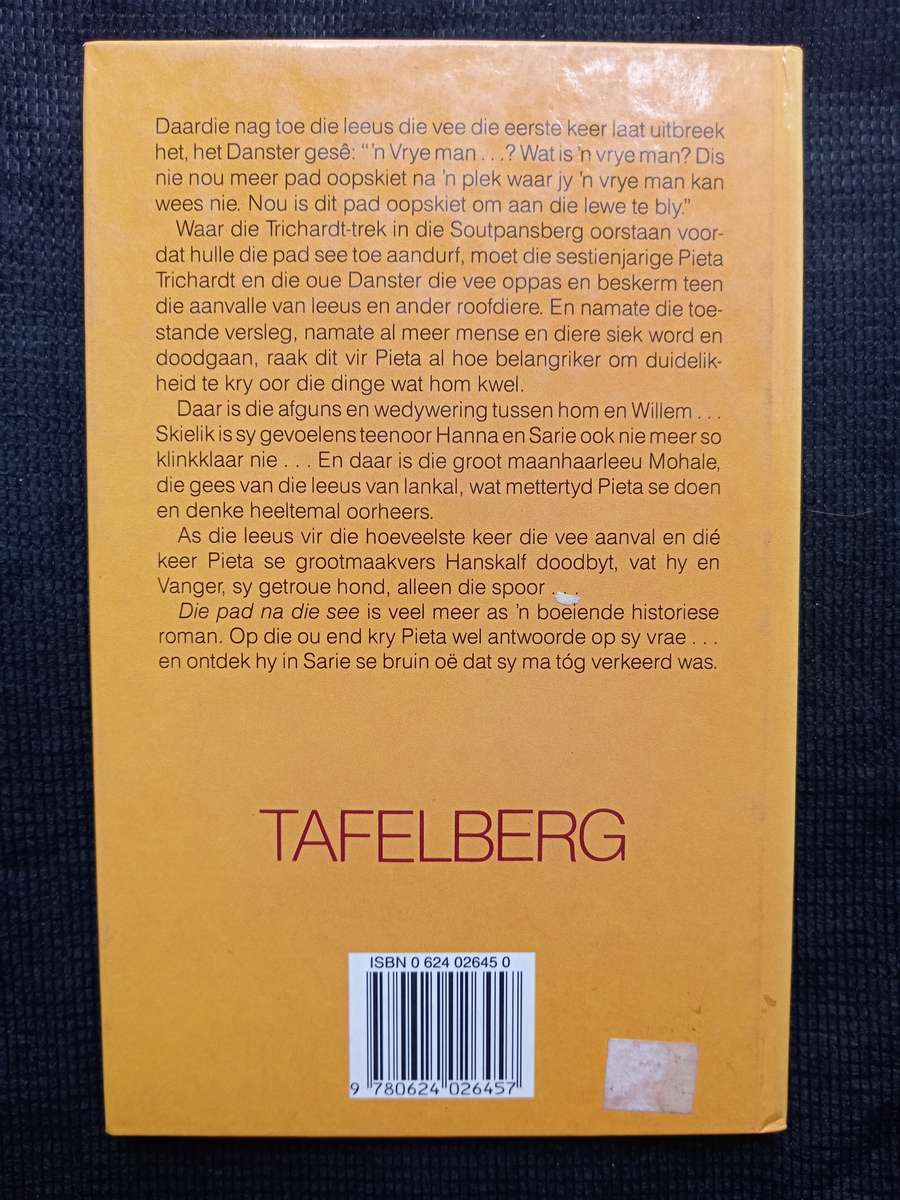 Daardie nag toe die leeus die vee die eerste keer laat uitbreek
het, het Danster gesê: “ 'n Vrye man . . .? Wat is 'n vrye man? Dis
nie nou meer pad oopskiet na 'n plek waar jy 'n vrye man kan
wees nie. Nou is dit pad oopskiet om aan die lewe te bly.”
Waar die Trichardt-trek in die Soutpansberg oorstaan voor-
dat hulle die pad see toe aandurf, moet die sestienjarige Pieta
Trichardt en die oue Danster die vee oppas en beskerm teen
die aanvalle van leeus en ander roofdiere. En namate die toe-
stande versleg, namate al meer mense en diere siek word en
doodgaan, raak dit vir Pieta al hoe belangriker om duidelik-
heid te kry oor die dinge wat hom kwel.
Daar is die afguns en wedywering tussen hom en Willem . . .
Skielik is sy gevoelens teenoor Hanna en Sarie ook nie meer so
klinkklaar nie . . . En daar is die groot maanhaarleeu Mohale,
die gees van die leeus van lankal, wat mettertyd Pieta se doen
en denke heeltemal oorheers.
As die leeus vir die hoeveelste keer die vee aanval en dié
keer Pieta se grootmaakvers Hanskalf doodbyt, vat hy en
Vanger, sy getroue hond, alleen die spoor . . .
Die pad na die see is veel meer as 'n boeiende historiese
roman. Op die ou end kry Pieta wel antwoorde op sy vrae . . .
en ontdek hy in Sarie se bruin oë dat sy ma tóg verkeerd was.
TAFELBERG
ISBN 0 624 02645 0
9 780624 026457